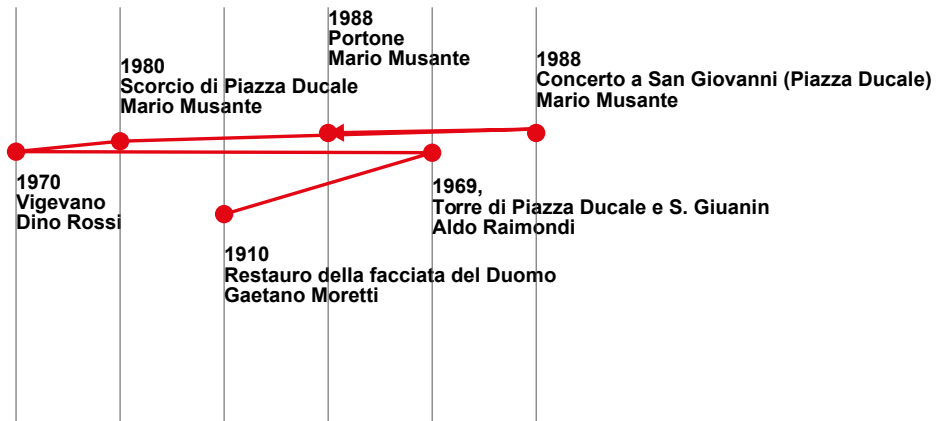 1988
Portone
Mario Musante
1988
Concerto a San Giovanni (Piazza Ducale)
Mario Musante
1980
Scorcio di Piazza Ducale
Mario Musante
1970
Vigevano
Dino Rossi
1969,
Torre di Piazza Ducale e S. Giuanin
Aldo Raimondi
1910
Restauro della facciata del Duomo
Gaetano Moretti